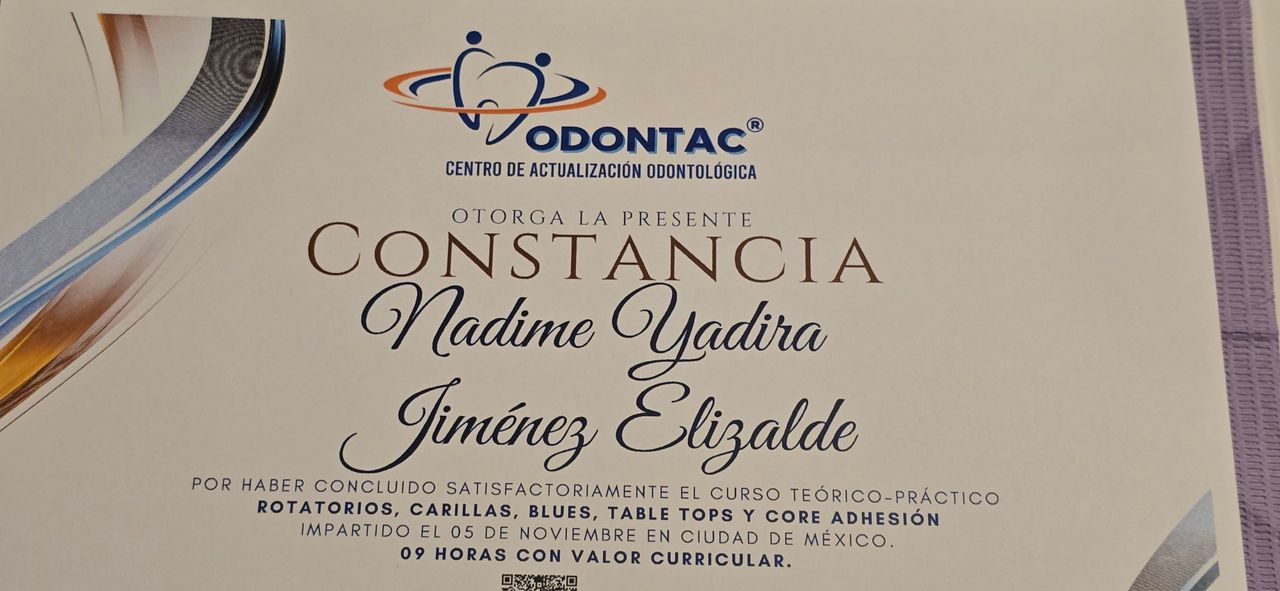 ODONTAC®
CENTRO DE ACTUALIZACIÓN ODONTOLÓGICA
OTORGA LA PRESENTE
CONSTANCIA
Nadime Yadira
Jiménez Elizalde
POR HABER CONCLUIDO SATISFACTORIAMENTE EL CURSO TEÓRICO-PRÁCTICO
ROTATORIOS, CARILLAS, BLUES, TABLE TOPS Y CORE ADHESIÓN
IMPARTIDO EL 05 DE NOVIEMBRE EN CIUDAD DE MÉXICO.
09 HORAS CON VALOR CURRICULAR.